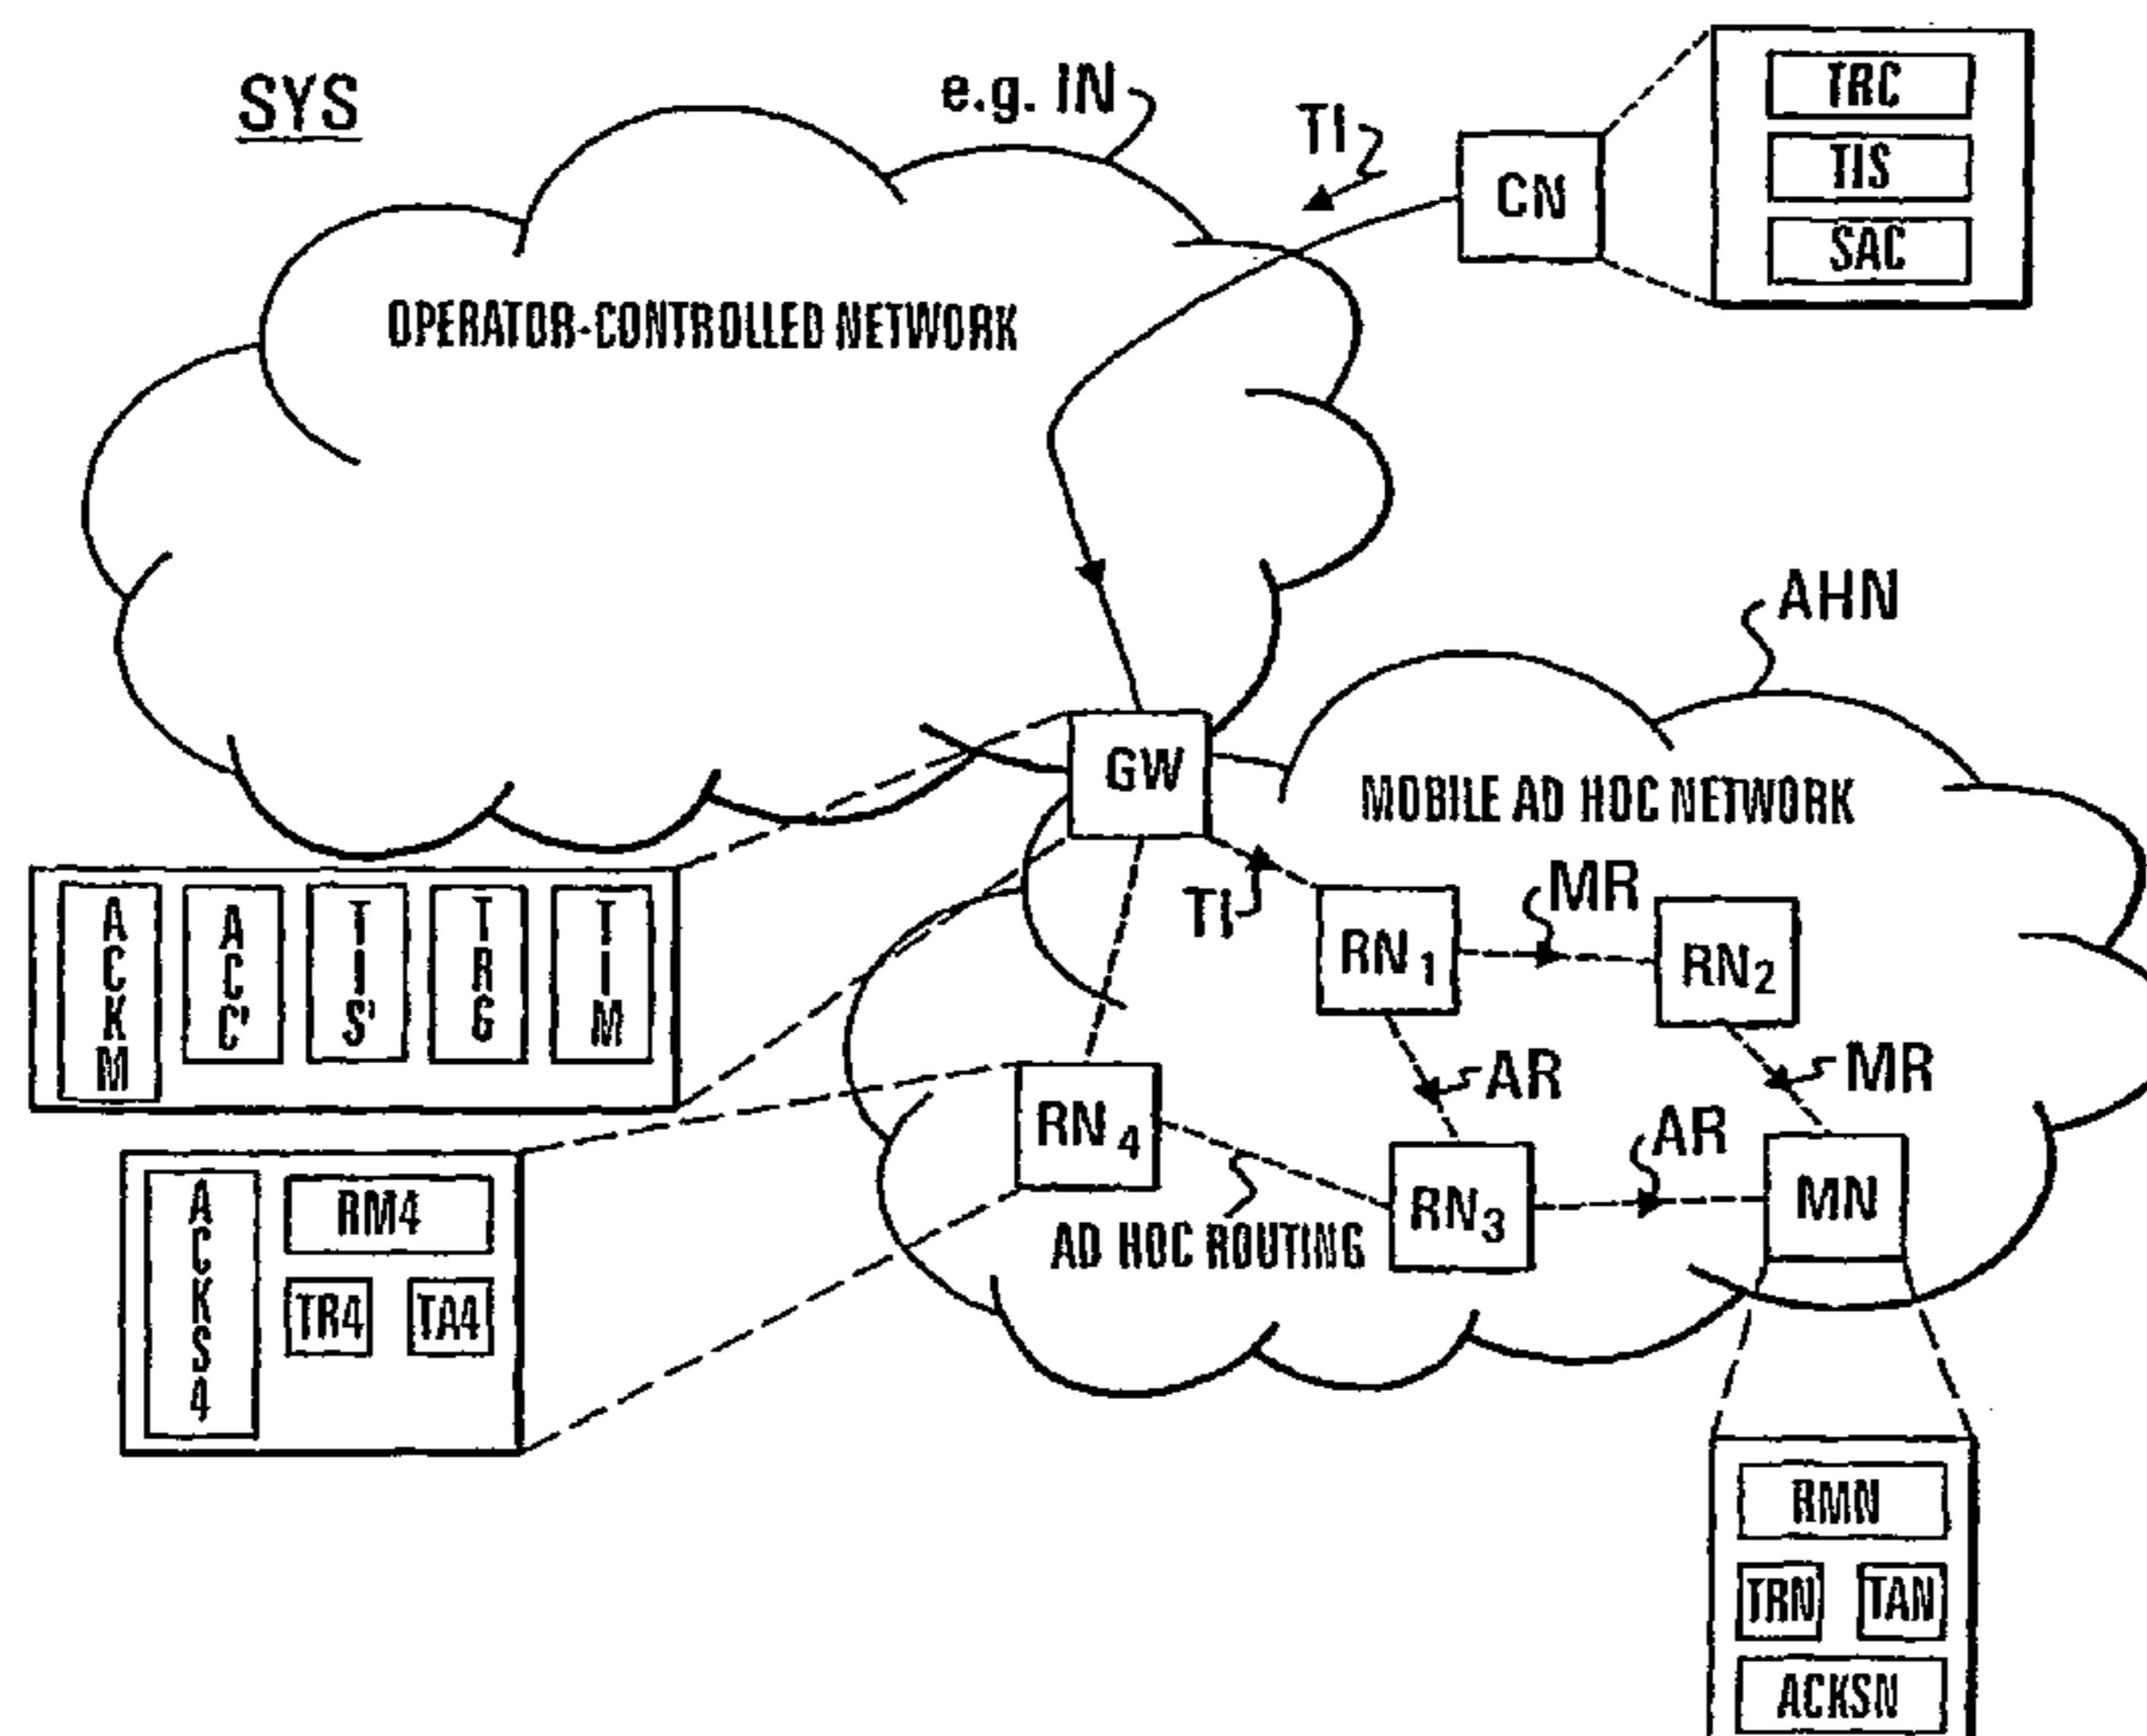 SYS
e.g. IN
TI
CN
TRC
TIS
SAC
OPERATOR-CONTROLLED NETWORK
AHN
GW
MOBILE AD HOC NETWORK
TI
RN1
MR
RN2
ACKM
ACC'
TIS'
TRG
TIM
AR
MR
RN4
AR
RN3
MN
AD HOC ROUTING
ACKS4
RM4
TR4
TA4
RMN
TRN
TAN
ACKSN